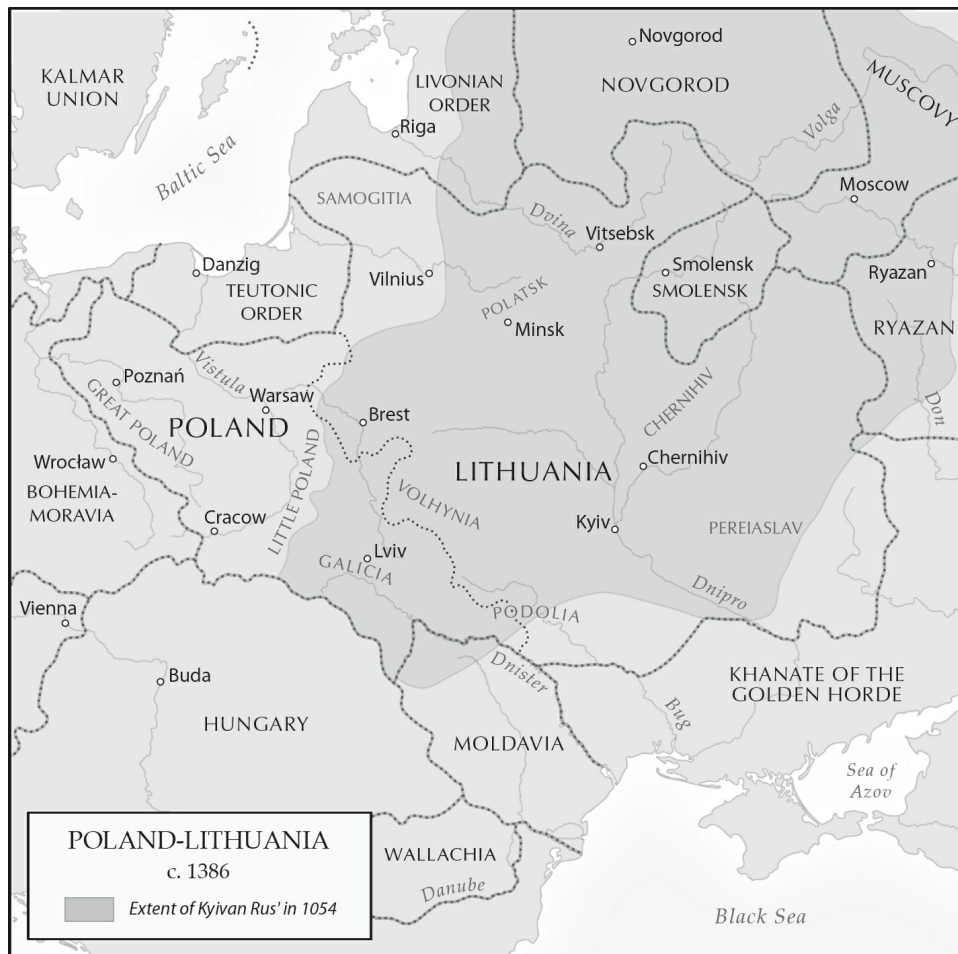 Novgorod
KALMAR
UNION
LIVONIAN
ORDER
NOVGOROD
MUSCOVY
Riga
Volga
Baltic Sea
SAMOGITIA
Moscow
Dvina
Vitsebsk
Danzig
Vilnius
Smolensk
Ryazan
TEUTONIC
ORDER
SMOLENSK
POLATSK
Minsk
RYAZAN
Vistula
Poznań
Warsaw
GREAT POLAND
POLAND
Brest
CHERNIHIV
Don
Wrocław
LITTLE POLAND
LITHUANIA
Chernihiv
BOHEMIA-
MORAVIA
VOLHYNIA
Cracow
Kyiv
PEREIASLAV
Lviv
GALICIA
Vienna
PODOLIA
Dnipro
Buda
Dnister
KHANATE OF THE
GOLDEN HORDE
HUNGARY
Bug
MOLDAVIA
Sea of
Azov
POLAND-LITHUANIA
c. 1386
Extent of Kyivan Rus' in 1054
WALLACHIA
Danube
Black Sea